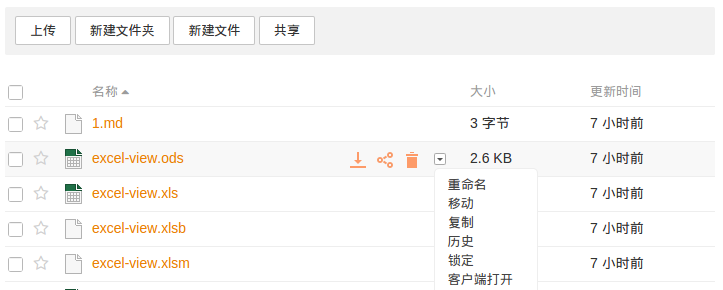 上传 新建文件夹 新建文件 共享
名称 大小 更新时间
1.md 3 字节 7 小时前
excel-view.ods 2.6 KB 7 小时前
重命名
excel-view.xls 7 小时前
移动
复制
excel-view.xlsb 7 小时前
历史
锁定
excel-view.xlsm 7 小时前
客户端打开